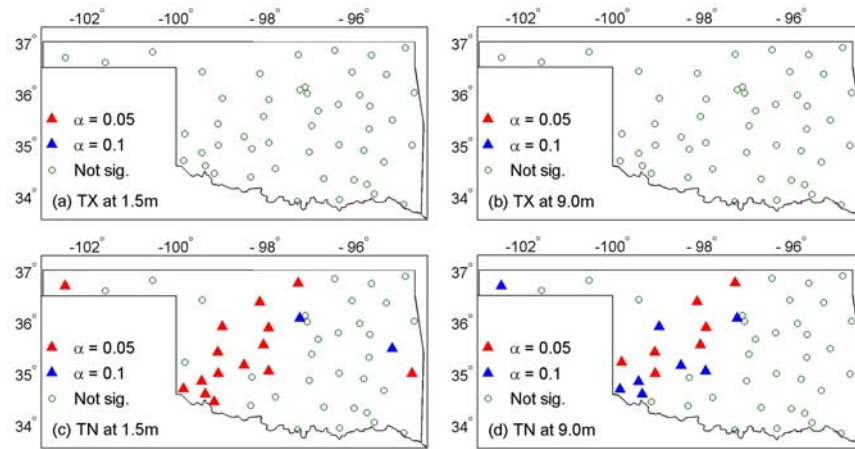 -102° -100° -98° -96°
37°
36°
35°
34°
▲ α = 0.05
▲ α = 0.1
○ Not sig.
(a) TX at 1.5m
-102° -100° -98° -96°
37°
36°
35°
34°
▲ α = 0.05
▲ α = 0.1
○ Not sig.
(b) TX at 9.0m
-102° -100° -98° -96°
37°
36°
35°
34°
▲ α = 0.05
▲ α = 0.1
○ Not sig.
(c) TN at 1.5m
-102° -100° -98° -96°
37°
36°
35°
34°
▲ α = 0.05
▲ α = 0.1
○ Not sig.
(d) TN at 9.0m